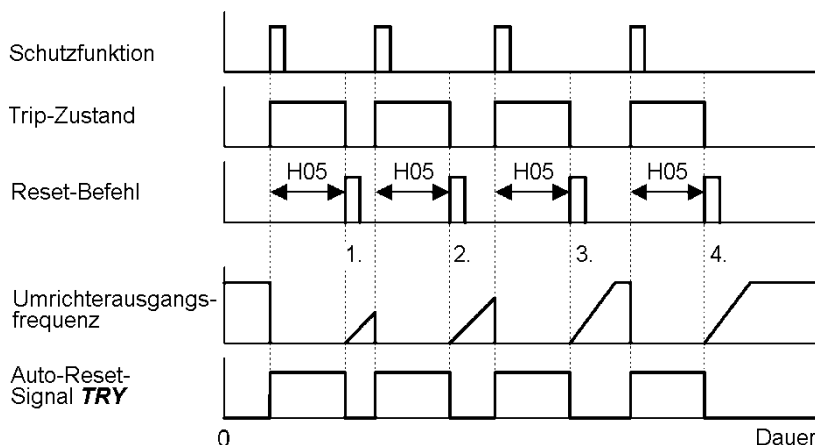 Schutzfunktion
Trip-Zustand
Reset-Befehl
H05 H05 H05 H05
1. 2. 3. 4.
Umrichterausgangs-
frequenz
Auto-Reset-
Signal TRY
0 Dauer